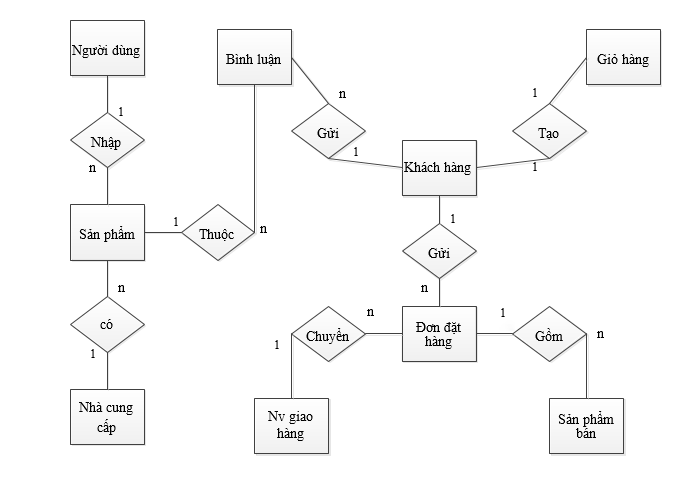 Người dùng
Bình luận
Giỏ hàng
n
1
1
Nhập
Gửi
Tạo
n
1
1
Khách hàng
1
1
n
Sản phẩm
Thuộc
Gửi
n
n
n
1
có
Chuyển
Đơn đặt
hàng
Gồm
n
1
1
Nhà cung
cấp
Nv giao
hàng
Sản phẩm
bán